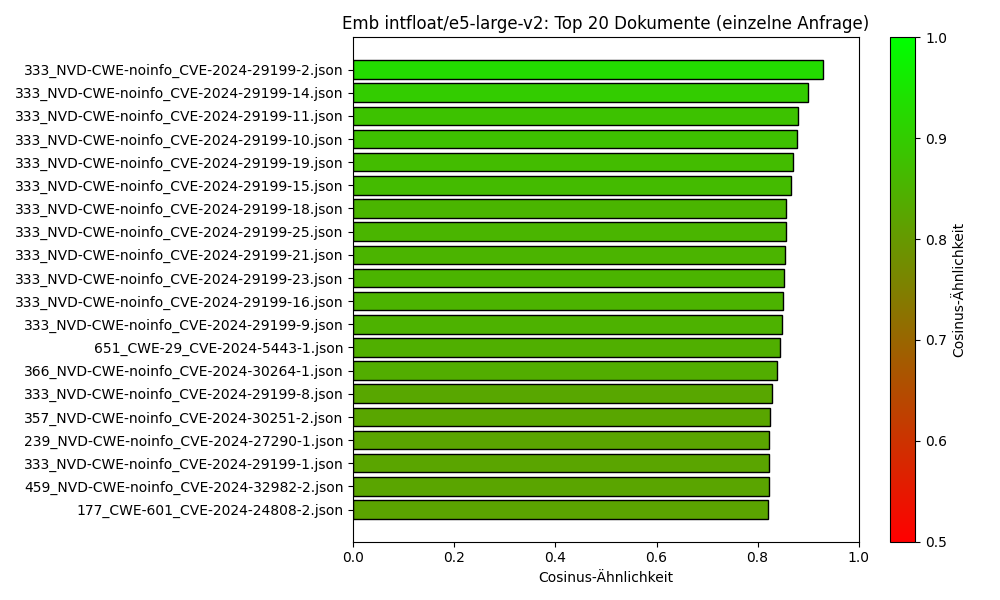 Emb intfloat/e5-large-v2: Top 20 Dokumente (einzelne Anfrage)
333_NVD-CWE-noinfo_CVE-2024-29199-2.json
333_NVD-CWE-noinfo_CVE-2024-29199-14.json
333_NVD-CWE-noinfo_CVE-2024-29199-11.json
333_NVD-CWE-noinfo_CVE-2024-29199-10.json
333_NVD-CWE-noinfo_CVE-2024-29199-19.json
333_NVD-CWE-noinfo_CVE-2024-29199-15.json
333_NVD-CWE-noinfo_CVE-2024-29199-18.json
333_NVD-CWE-noinfo_CVE-2024-29199-25.json
333_NVD-CWE-noinfo_CVE-2024-29199-21.json
333_NVD-CWE-noinfo_CVE-2024-29199-23.json
333_NVD-CWE-noinfo_CVE-2024-29199-16.json
333_NVD-CWE-noinfo_CVE-2024-29199-9.json
651_CWE-29_CVE-2024-5443-1.json
366_NVD-CWE-noinfo_CVE-2024-30264-1.json
333_NVD-CWE-noinfo_CVE-2024-29199-8.json
357_NVD-CWE-noinfo_CVE-2024-30251-2.json
239_NVD-CWE-noinfo_CVE-2024-27290-1.json
333_NVD-CWE-noinfo_CVE-2024-29199-1.json
459_NVD-CWE-noinfo_CVE-2024-32982-2.json
177_CWE-601_CVE-2024-24808-2.json
0.0 0.2 0.4 0.6 0.8 1.0
Cosinus-Ähnlichkeit
1.0
0.9
0.8
0.7
0.6
0.5
Cosinus-Ähnlichkeit